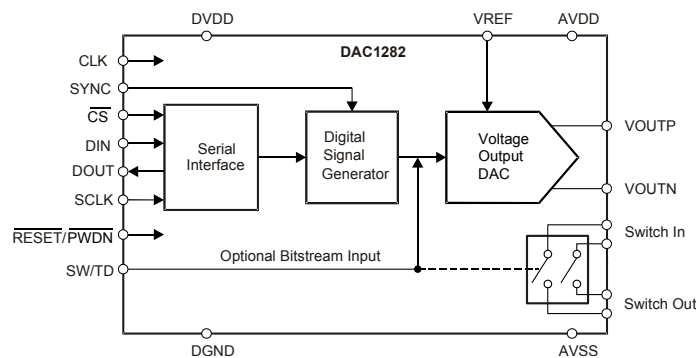 DVDD
VREF
AVDD
DAC1282
CLK
SYNC
CS
DIN
DOUT
SCLK
RESET/PWDN
SW/TD
Serial
Interface
Digital
Signal
Generator
Voltage
Output
DAC
VOUTP
VOUTN
Switch In
Optional Bitstream Input
Switch Out
DGND
AVSS